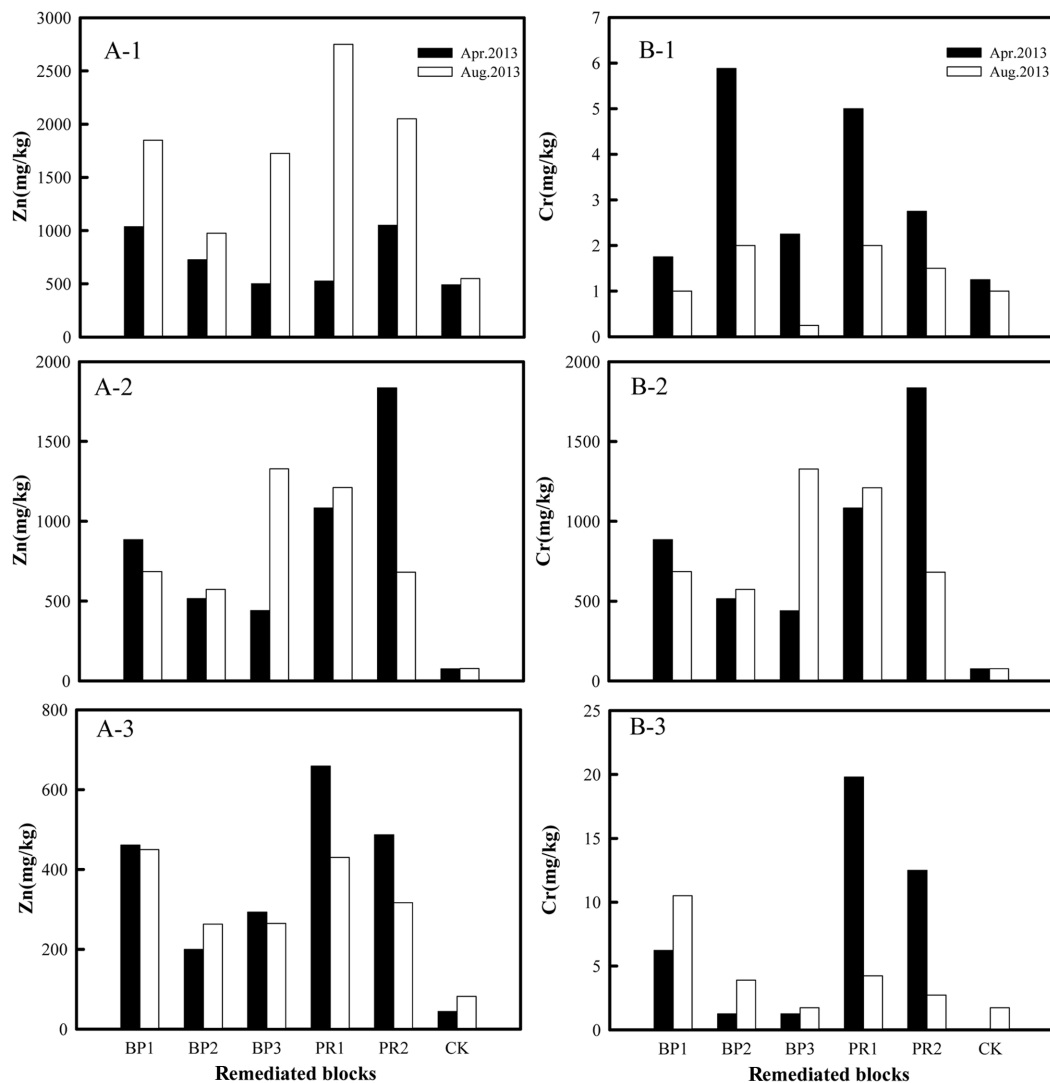 A-1
Apr.2013
Aug.2013
Zn(mg/kg)
3000
2500
2000
1500
1000
500
0
B-1
Apr.2013
Aug.2013
Cr(mg/kg)
7
6
5
4
3
2
1
0
A-2
Zn(mg/kg)
2000
1500
1000
500
0
B-2
Cr(mg/kg)
2000
1500
1000
500
0
A-3
Zn(mg/kg)
800
600
400
200
0
BP1 BP2 BP3 PR1 PR2 CK
Remediated blocks
B-3
Cr(mg/kg)
25
20
15
10
5
0
BP1 BP2 BP3 PR1 PR2 CK
Remediated blocks